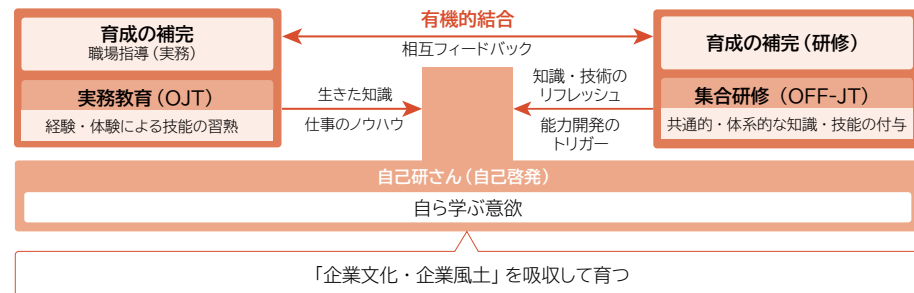 育成の補完
職場指導（実務）
実務教育（OJT）
経験・体験による技能の習熟
有機的結合
相互フィードバック
生きた知識
仕事のノウハウ
知識・技術の
リフレッシュ
能力開発の
トリガー
育成の補完（研修）
集合研修（OFF-JT）
共通的・体系的な知識・技能の付与
自己研さん（自己啓発）
自ら学ぶ意欲
「企業文化・企業風土」を吸収して育つ